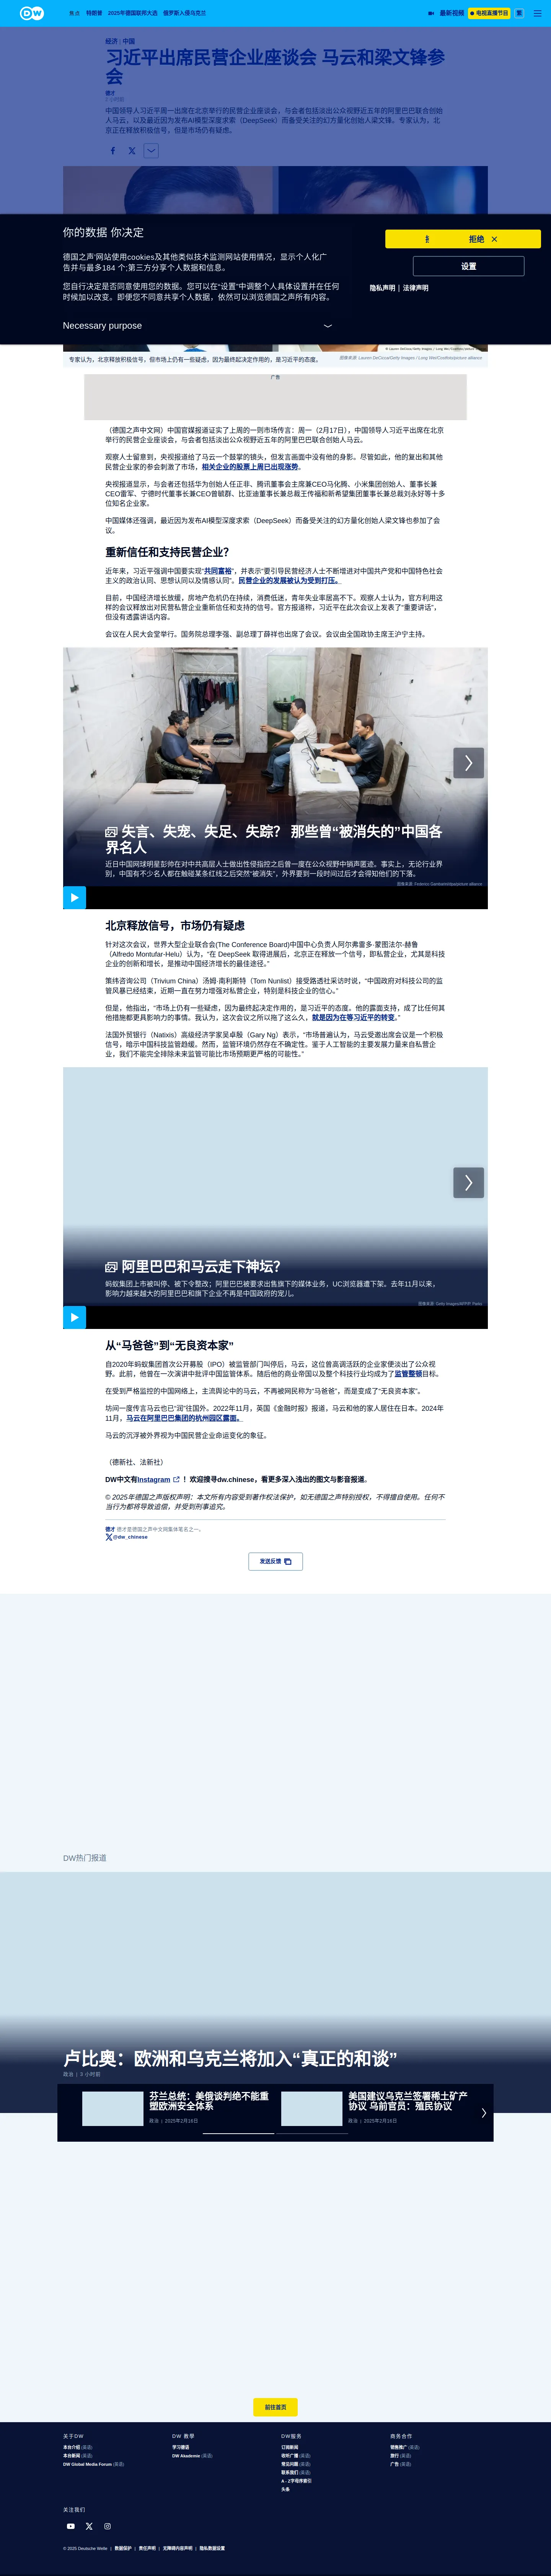 DW
焦点 特朗普 2025年德国联邦大选 俄罗斯入侵乌克兰
最新视频 电视直播节目 繁
经济 | 中国
习近平出席民营企业座谈会 马云和梁文锋参
会
德才
7 小时前
中国领导人习近平周一出席在北京举行的民营企业座谈会，与会者包括淡出公众视野近五年的阿里巴巴联合创始
人马云，以及最近因为发布AI模型深度求索（DeepSeek）而备受关注的幻方量化创始人梁文锋。专家认为，北
京正在释放积极信号，但是市场仍有疑虑。
你的数据 你决定
德国之声´网站使用cookies及其他类似技术监测网站使用情况，显示个人化广
告并与最多184 个;第三方分享个人数据和信息。
您自行决定是否同意使用您的数据。您可以在“设置”中调整个人具体设置并在任何
时候加以改变。即便您不同意共享个人数据，依然可以浏览德国之声所有内容。
拒绝
设置
隐私声明 | 法律声明
Necessary purpose
专家认为，北京释放积极信号，但市场上仍有一些疑虑，因为最终起决定作用的，是习近平的态度。
广告
（德国之声中文网）中国官媒报道证实了上周的一则市场传言：周一（2月17日），中国领导人习近平出席在北京
举行的民营企业座谈会，与会者包括淡出公众视野近五年的阿里巴巴联合创始人马云。
观察人士留意到，央视报道给了马云一个鼓掌的镜头，但发言画面中没有他的身影。尽管如此，他的复出和其他
民营企业家的参会刺激了市场，相关企业的股票上周已出现涨势。
央视报道显示，与会者还包括华为创始人任正非、腾讯董事会主席兼CEO马化腾、小米集团创始人、董事长兼
CEO雷军、宁德时代董事长兼CEO曾毓群、比亚迪董事长兼总裁王传福和新希望集团董事长兼总裁刘永好等十多
位知名企业家。
中国媒体还强调，最近因为发布AI模型深度求索（DeepSeek）而备受关注的幻方量化创始人梁文锋也参加了会
议。
重新信任和支持民营企业？
近年来，习近平强调中国要实现“共同富裕”，并表示“要引导民营经济人士不断增进对中国共产党和中国特色社会
主义的政治认同、思想认同以及情感认同”。民营企业的发展被认为受到打压。
目前，中国经济增长放缓，房地产危机仍在持续，消费低迷，青年失业率居高不下。观察人士认为，官方利用这
样的会议释放出对民营私营企业重新信任和支持的信号。官方报道称，习近平在此次会议上发表了“重要讲话”，
但没有透露讲话内容。
会议在人民大会堂举行。国务院总理李强、副总理丁薛祥也出席了会议。会议由全国政协主席王沪宁主持。
失言、失宠、失足、失踪？ 那些曾“被消失的”中国各
界名人
近日中国网球明星彭帅在对中共高层人士做出性侵指控之后曾一度在公众视野中销声匿迹。事实上，无论行业界
别，中国有不少名人都在触碰某条红线之后突然“被消失”，外界要到一段时间过后才会得知他们的下落。
北京释放信号，市场仍有疑虑
针对这次会议，世界大型企业联合会(The Conference Board)中国中心负责人阿尔弗雷多·蒙图法尔-赫鲁
（Alfredo Montufar-Helu）认为，“在 DeepSeek 取得进展后，北京正在释放一个信号，即私营企业，尤其是科技
企业的创新和增长，是推动中国经济增长的最佳途径。”
策纬咨询公司（Trivium China）汤姆·南利斯特（Tom Nunlist）接受路透社采访时说，“中国政府对科技公司的监
管风暴已经结束，近期一直在努力增强对私营企业，特别是科技企业的信心。”
但是，他指出，“市场上仍有一些疑虑，因为最终起决定作用的，是习近平的态度。他的露面支持，成了比任何其
他措施都更具影响力的事情。我认为，这次会议之所以拖了这么久，就是因为在等习近平的转变。”
法国外贸银行（Natixis）高级经济学家吴卓殷（Gary Ng）表示，“市场普遍认为，马云受邀出席会议是一个积极
信号，暗示中国科技监管趋缓。然而，监管环境仍然存在不确定性。鉴于人工智能的主要发展力量来自私营企
业，我们不能完全排除未来监管可能比市场预期更严格的可能性。”
阿里巴巴和马云走下神坛？
蚂蚁集团上市被叫停、被下令整改；阿里巴巴被要求出售旗下的媒体业务，UC浏览器遭下架。去年11月以来，
影响力越来越大的阿里巴巴和旗下企业不再是中国政府的宠儿。
从“马爸爸”到“无良资本家”
自2020年蚂蚁集团首次公开募股（IPO）被监管部门叫停后，马云，这位曾高调活跃的企业家便淡出了公众视
野。此前，他曾在一次演讲中批评中国监管体系。随后他的商业帝国以及整个科技行业均成为了监管整顿目标。
在受到严格监控的中国网络上，主流舆论中的马云，不再被网民称为“马爸爸”，而是变成了“无良资本家”。
坊间一度传言马云也已“润”往国外。2022年11月，英国《金融时报》报道，马云和他的家人居住在日本。2024年
11月，马云在阿里巴巴集团的杭州园区露面。
马云的沉浮被外界视为中国民营企业命运变化的象征。
（德新社、法新社）
DW中文有Instagram ！欢迎搜寻dw.chinese，看更多深入浅出的图文与影音报道。
© 2025年德国之声版权声明：本文所有内容受到著作权法保护，如无德国之声特别授权，不得擅自使用。任何不
当行为都将导致追偿，并受到刑事追究。
德才 德才是德国之声中文网集体笔名之一。
@dw_chinese
发送反馈
DW热门报道
卢比奥：欧洲和乌克兰将加入“真正的和谈”
政治 | 3 小时前
芬兰总统：美俄谈判绝不能重
塑欧洲安全体系
政治 | 2025年2月16日
美国建议乌克兰签署稀土矿产
协议 乌前官员：殖民协议
政治 | 2025年2月16日
前往首页
关于DW
本台介绍 (英语)
本台新闻 (英语)
DW Global Media Forum (英语)
DW 教學
学习德语
DW Akademie (英语)
DW服务
订阅新闻
收听广播 (英语)
常见问题 (英语)
联系我们 (英语)
A - Z字母序索引
头条
商务合作
销售推广 (英语)
旅行 (英语)
广告 (英语)
关注我们
© 2025 Deutsche Welle | 数据保护 | 责任声明 | 无障碍内容声明 | 隐私数据设置